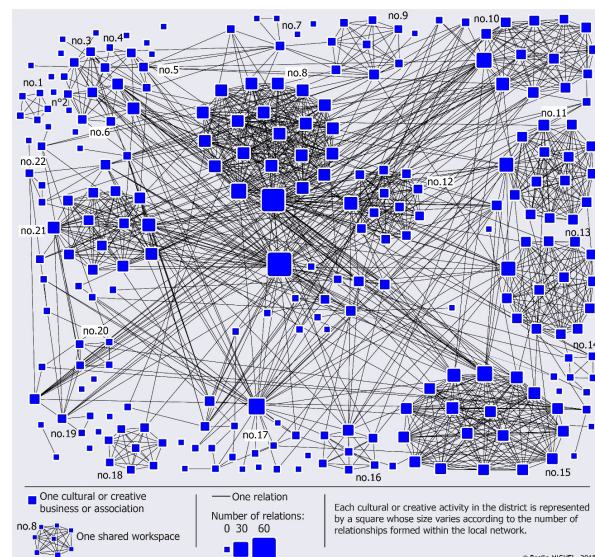 no.3
no.4
no.7
no.9
no.10
no.1
n°2
no.5
no.8
no.6
no.11
no.22
no.12
no.21
no.13
no.20
no.14
no.19
no.17
no.18
no.16
no.15
One cultural or creative
business or association
no.8
One shared workspace
One relation
Number of relations:
0 30 60
Each cultural or creative activity in the district is represented
by a square whose size varies according to the number of
relationships formed within the local network.